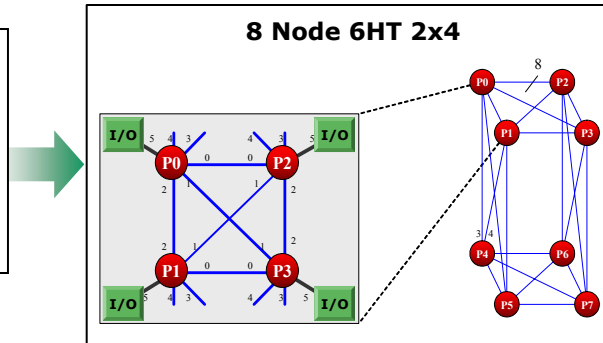 8 Node 6HT 2x4
8
P0 P2
I/O 5 4 3 4 3 5 I/O
P0 0 0 P2
P1 P3
2 1 1 2
2 1 1 2
3 4
P4 P6
P1 0 0 P3
I/O 5 4 3 4 3 5 I/O
P5 P7